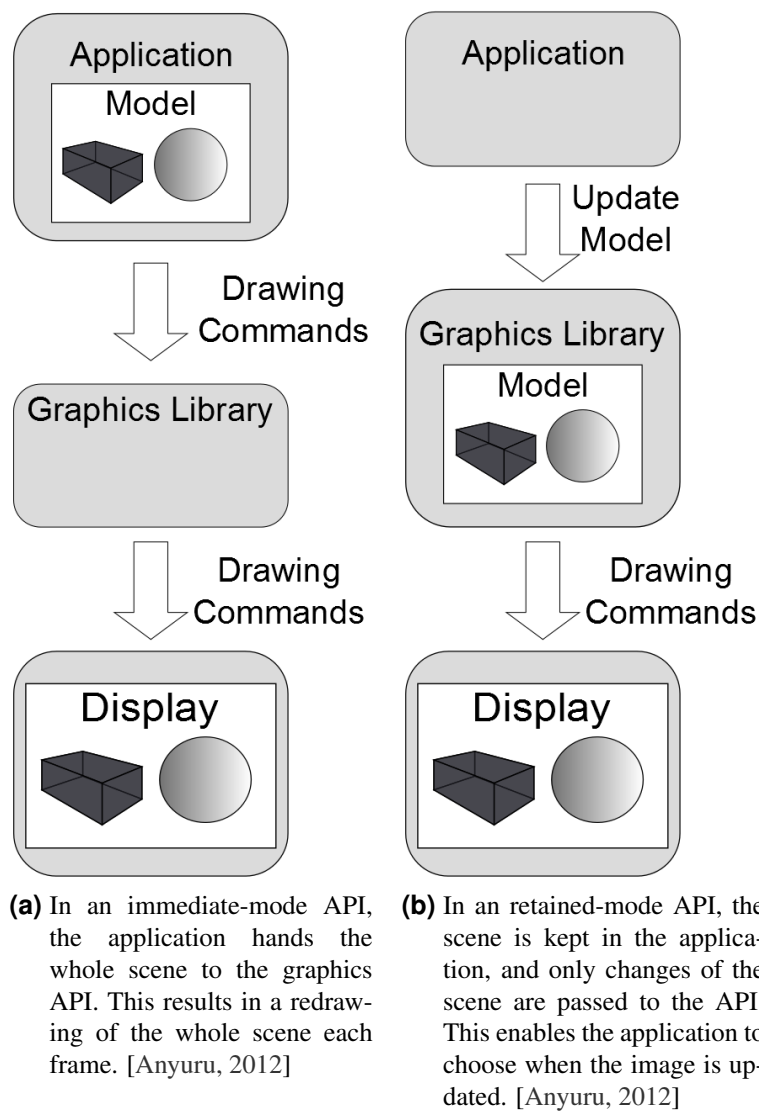 Application
Model
Drawing
Commands
Graphics Library
Drawing
Commands
Display
(a) In an immediate-mode API,
the application hands the
whole scene to the graphics
API. This results in a redraw-
ing of the whole scene each
frame. [Anyuru, 2012]
Application
Update
Model
Graphics Library
Model
Drawing
Commands
Display
(b) In an retained-mode API, the
scene is kept in the applica-
tion, and only changes of the
scene are passed to the API.
This enables the application to
choose when the image is up-
dated. [Anyuru, 2012]